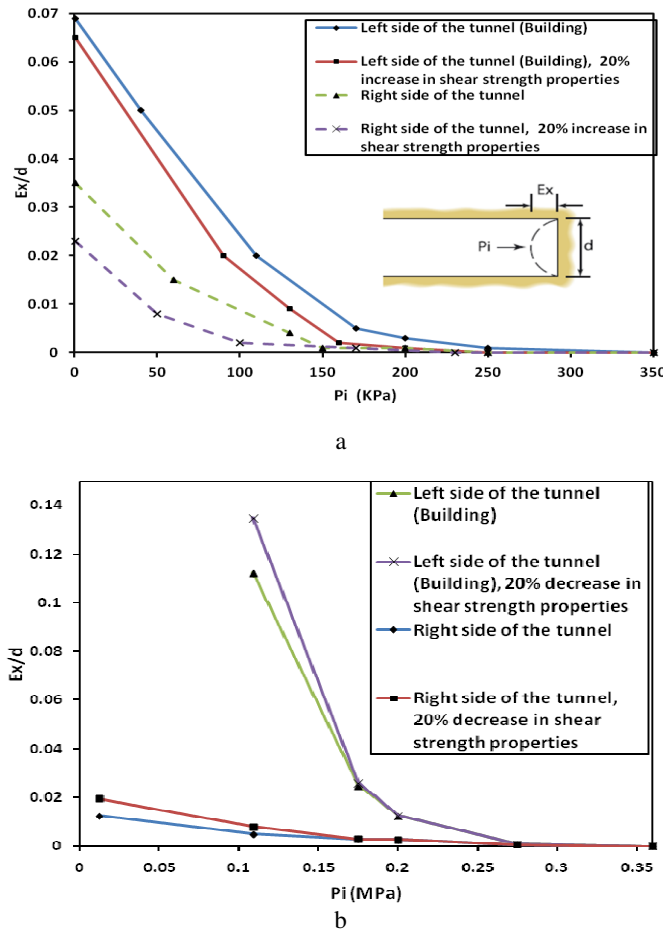 0.07
0.06
0.05
0.04
0.03
0.02
0.01
0
Ex/d
Left side of the tunnel (Building)
Left side of the tunnel (Building), 20%
increase in shear strength properties
Right side of the tunnel
Right side of the tunnel, 20% increase in
shear strength properties
Ex
Pi
d
0 50 100 150 200 250 300 350
Pi (KPa)
a
0.14
0.12
0.1
0.08
0.06
0.04
0.02
0
Ex/d
Left side of the tunnel
(Building)
Left side of the tunnel
(Building), 20% decrease in
shear strength properties
Right side of the tunnel
Right side of the tunnel,
20% decrease in shear
strength properties
0 0.05 0.1 0.15 0.2 0.25 0.3 0.35
Pi (MPa)
b